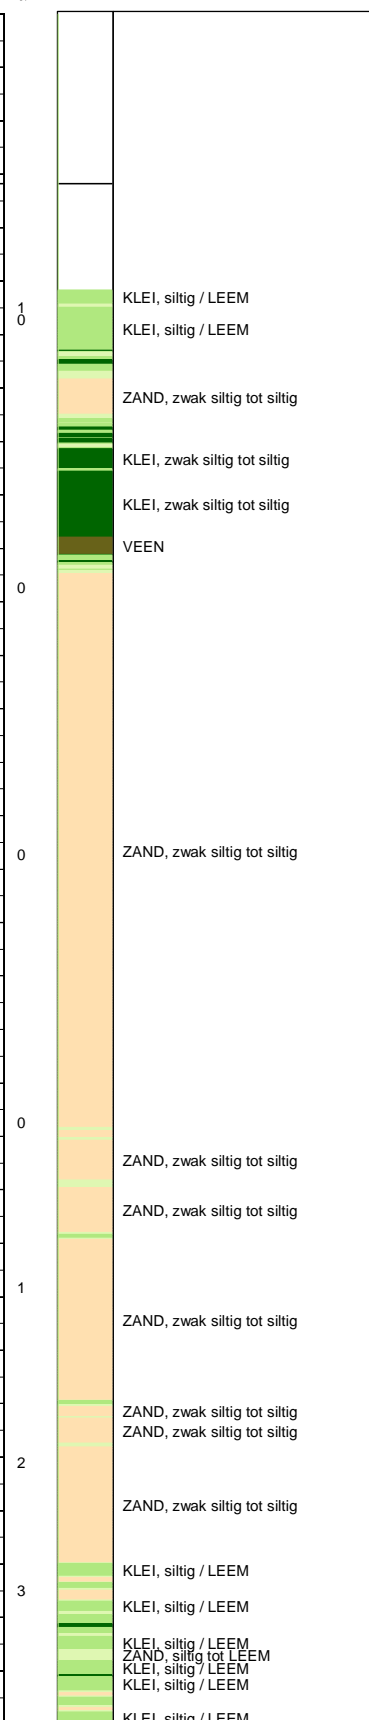 KLEI, siltig / LEEM
1
0
KLEI, siltig / LEEM
ZAND, zwak siltig tot siltig
KLEI, zwak siltig tot siltig
KLEI, zwak siltig tot siltig
VEEN
0
ZAND, zwak siltig tot siltig
0
0
ZAND, zwak siltig tot siltig
ZAND, zwak siltig tot siltig
1
ZAND, zwak siltig tot siltig
ZAND, zwak siltig tot siltig
ZAND, zwak siltig tot siltig
2
ZAND, zwak siltig tot siltig
KLEI, siltig / LEEM
3
KLEI, siltig / LEEM
KLEI, siltig / LEEM
ZAND, siltig tot LEEM
KLEI, siltig / LEEM
KLEI, siltig / LEEM
KLEI, siltig / LEEM